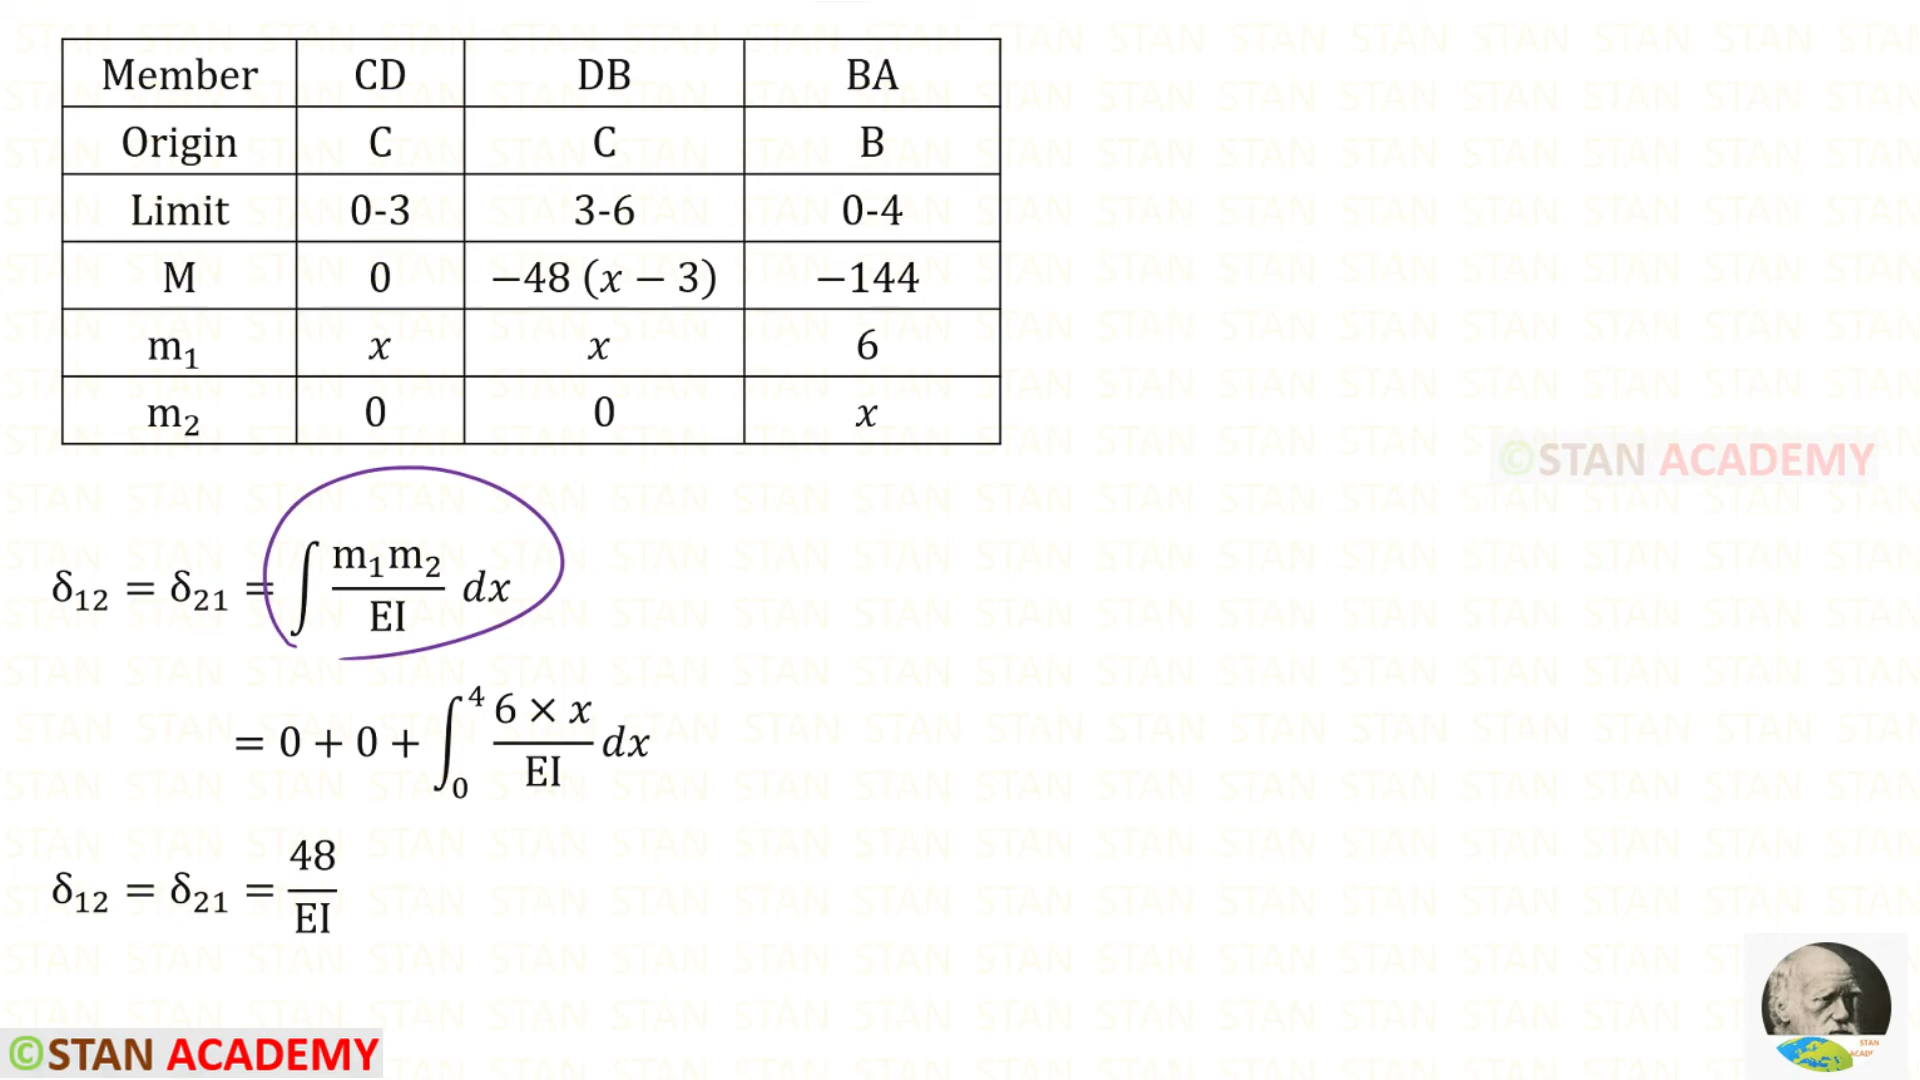 Member CD DB BA
Origin C C B
Limit 0-3 3-6 0-4
M 0 −48 (x − 3) −144
m₁ x x 6
m₂ 0 0 x
©STAN ACADEMY
δ₁₂ = δ₂₁ = ∫ m₁m₂/EI dx
= 0 + 0 + ∫₀⁴ 6 × x/EI dx
δ₁₂ = δ₂₁ = 48/EI
©STAN ACADEMY
STAN